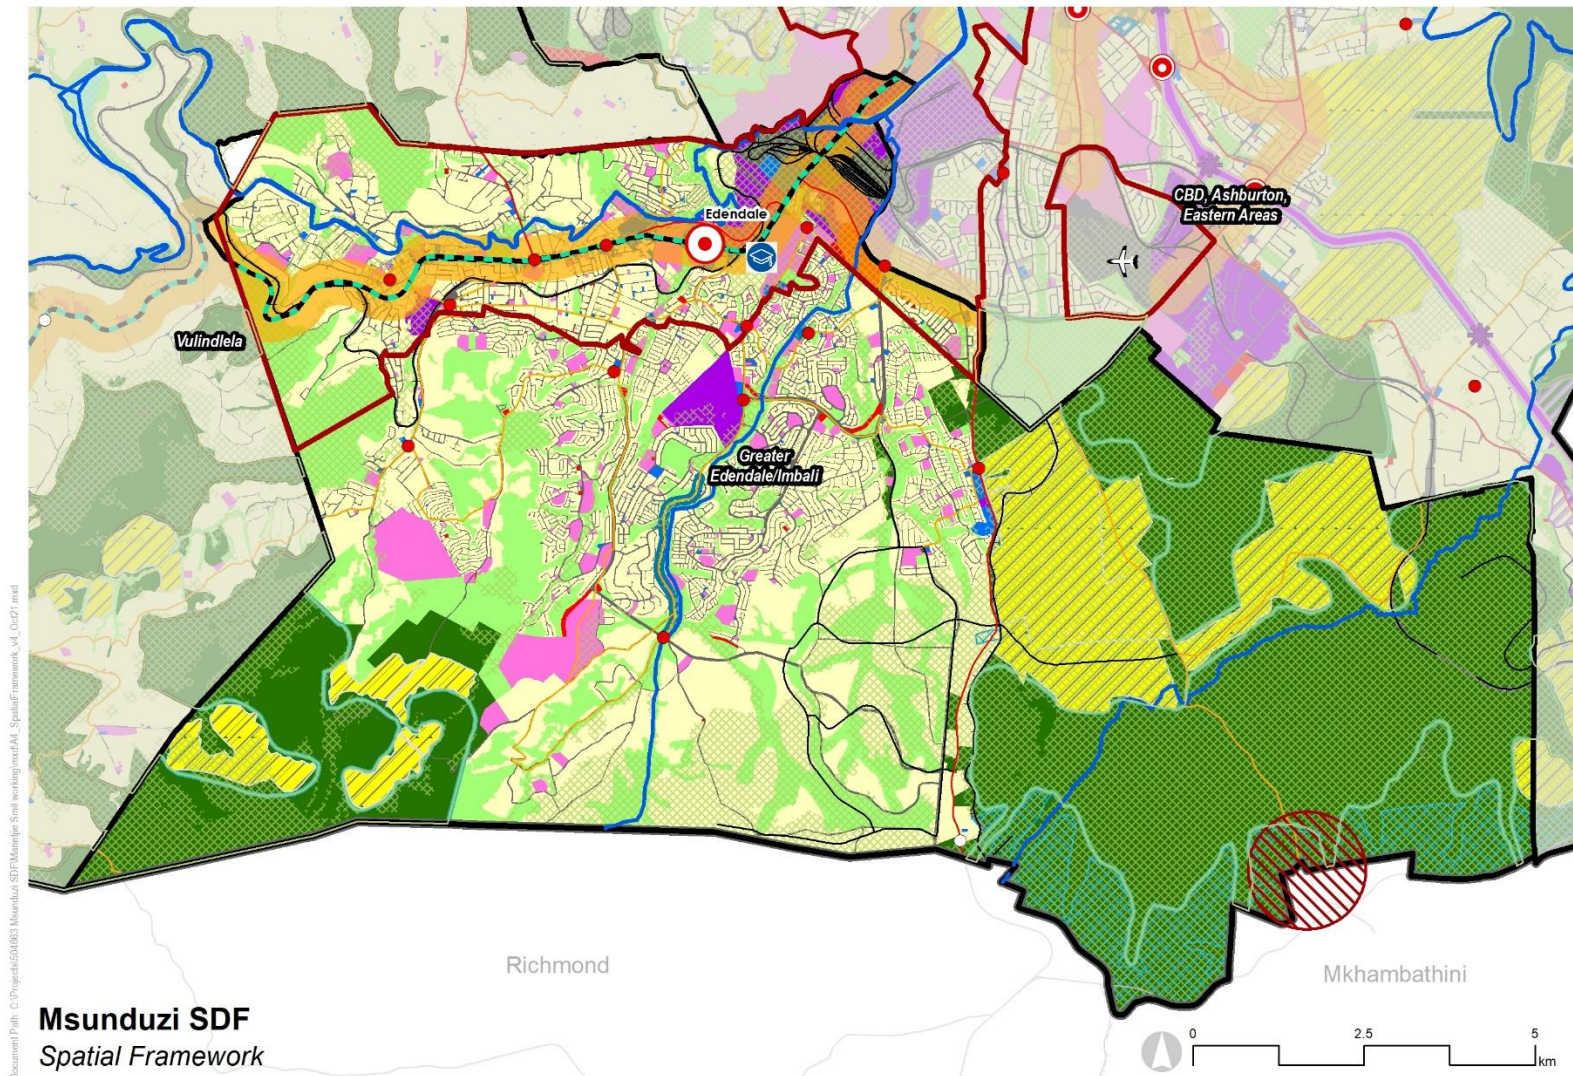 Edendale
CBD, Ashburton,
Eastern Areas
Vulindlela
Greater
Edendale/Imbali
Richmond
Mkhambathini
Msunduzi SDF
Spatial Framework
0 2.5 5
km